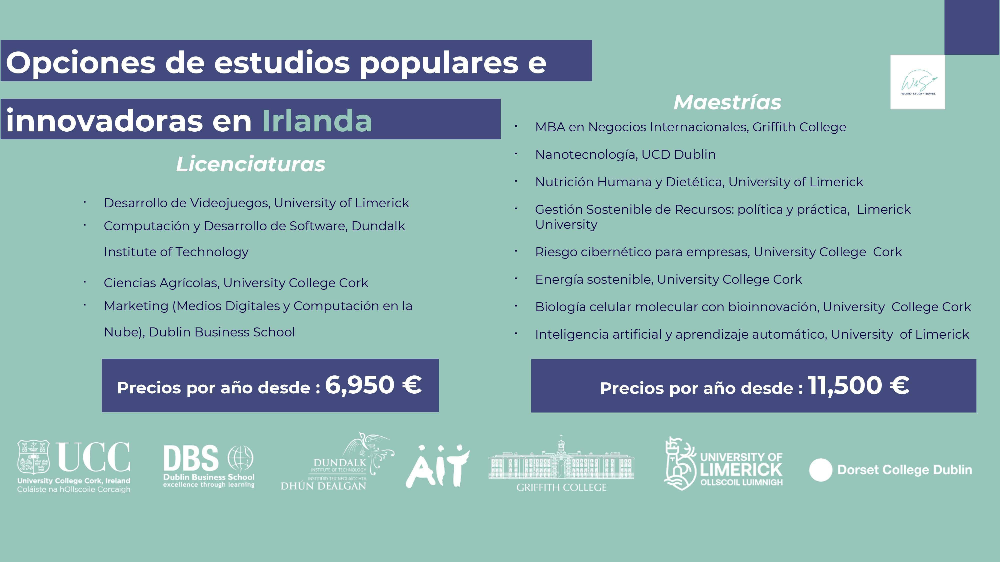 Opciones de estudios populares e
innovadoras en Irlanda
Licenciaturas
· Desarrollo de Videojuegos, University of Limerick
· Computación y Desarrollo de Software, Dundalk
Institute of Technology
· Ciencias Agrícolas, University College Cork
· Marketing (Medios Digitales y Computación en la
Nube), Dublin Business School
Precios por año desde : 6,950 €
W&S
WORK·STUDY·TRAVEL
Maestrías
· MBA en Negocios Internacionales, Griffith College
· Nanotecnología, UCD Dublin
· Nutrición Humana y Dietética, University of Limerick
· Gestión Sostenible de Recursos: política y práctica, Limerick
University
· Riesgo cibernético para empresas, University College Cork
· Energía sostenible, University College Cork
· Biología celular molecular con bioinnovación, University College Cork
· Inteligencia artificial y aprendizaje automático, University of Limerick
Precios por año desde : 11,500 €
UCC
University College Cork, Ireland
Coláiste na hOllscoile Corcaigh
DBS
Dublin Business School
excellence through learning
DUNDALK
INSTITUTE OF TECHNOLOGY
INSTITIÚID TEICNEOLAÍOCHTA
DHÚN DEALGAN
AIT
GRIFFITH COLLEGE
UNIVERSITY OF
LIMERICK
OLLSCOIL LUIMNIGH
Dorset College Dublin